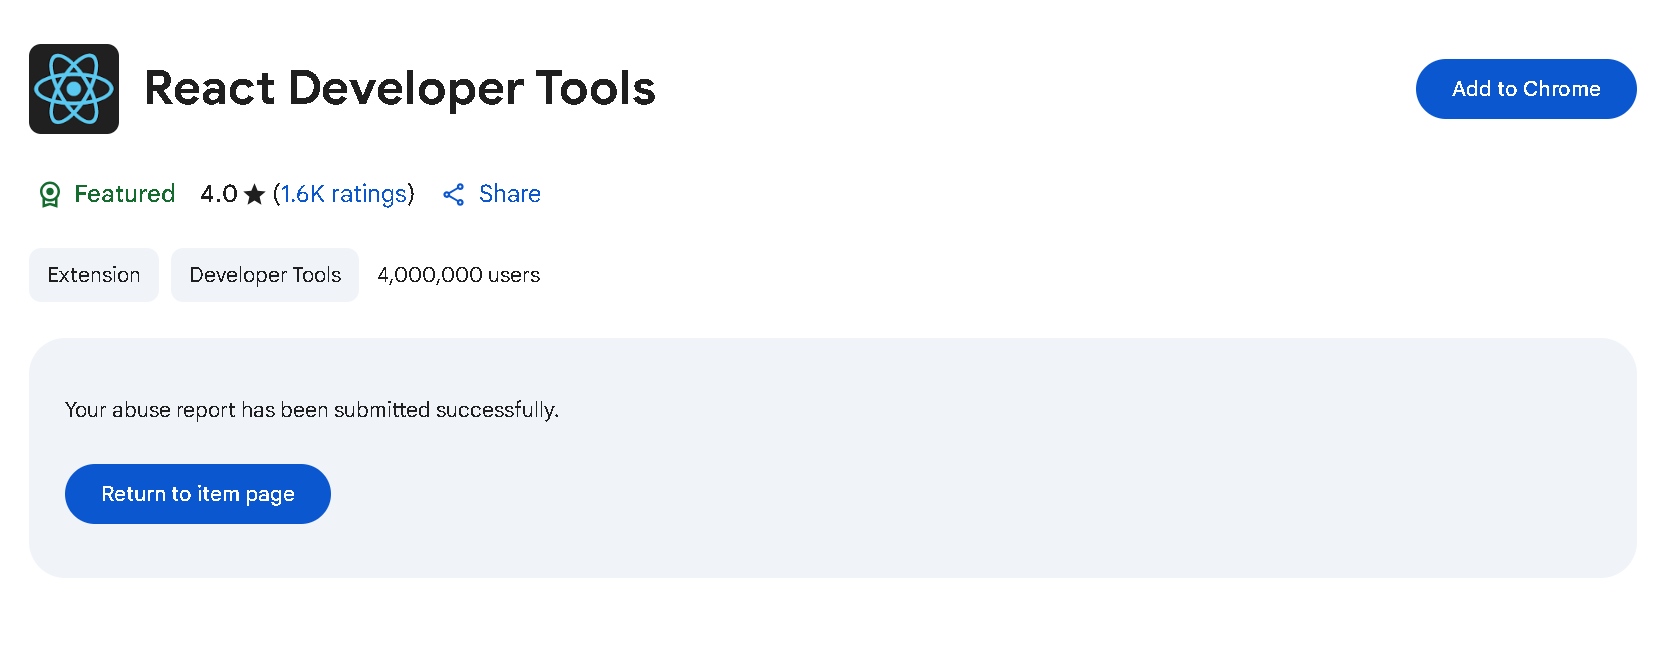 React Developer Tools
Add to Chrome
Featured 4.0 ★ (1.6K ratings) Share
Extension Developer Tools 4,000,000 users
Your abuse report has been submitted successfully.
Return to item page